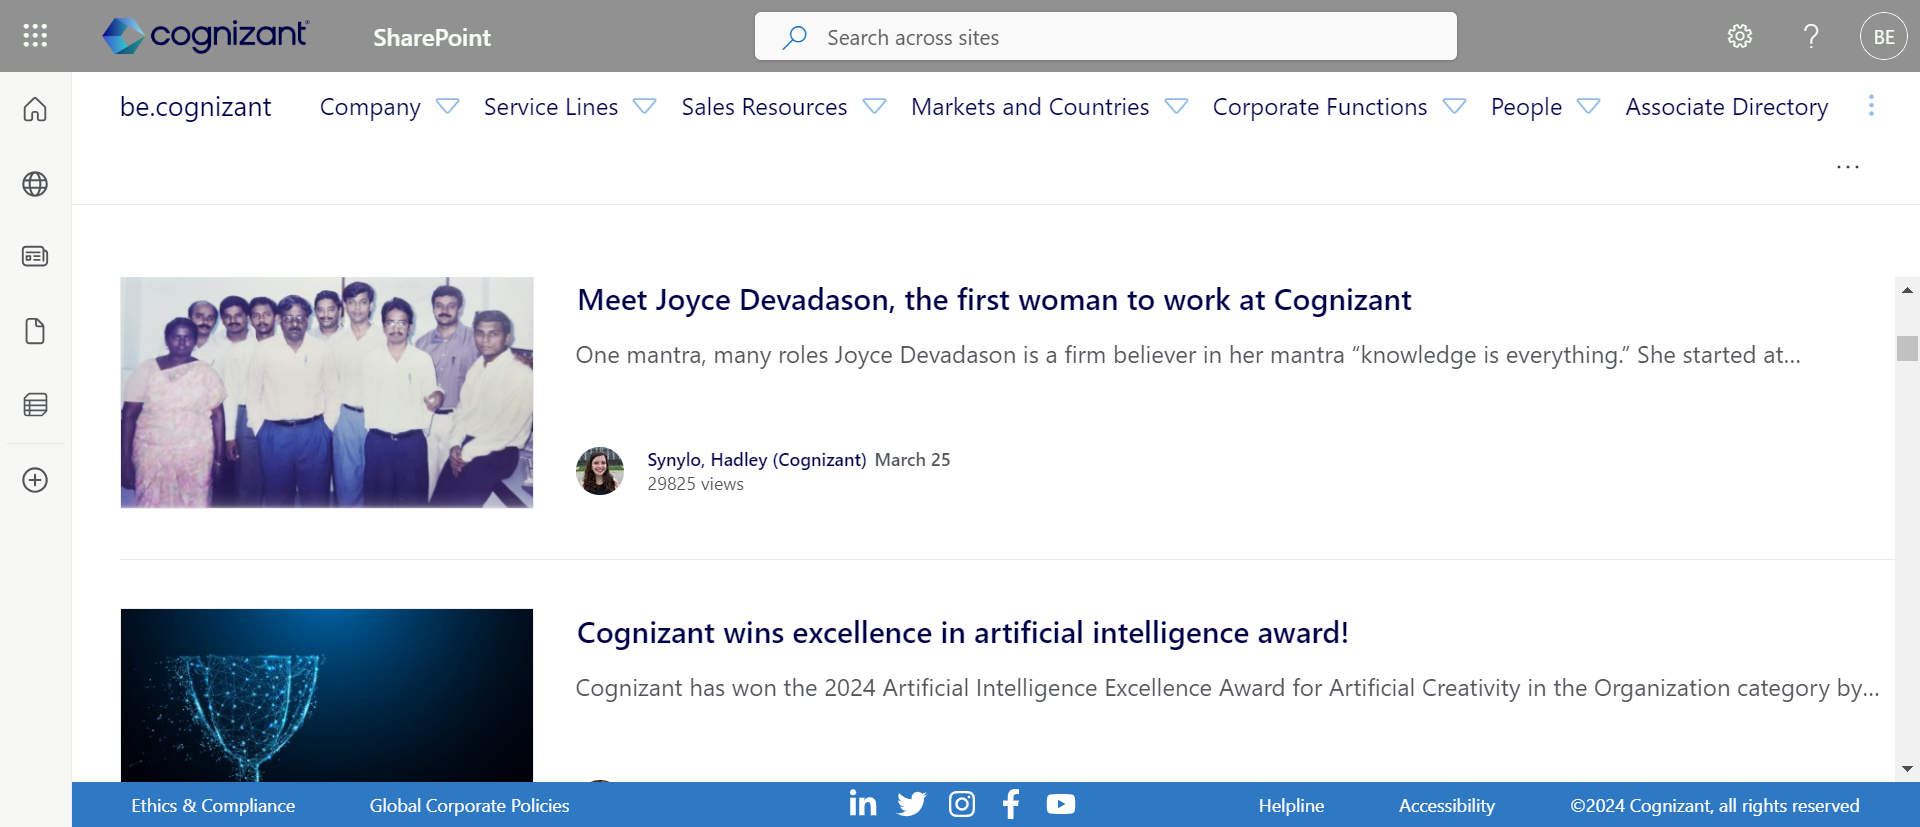 cognizant
SharePoint
Search across sites
BE
be.cognizant
Company
Service Lines
Sales Resources
Markets and Countries
Corporate Functions
People
Associate Directory
Meet Joyce Devadason, the first woman to work at Cognizant
One mantra, many roles Joyce Devadason is a firm believer in her mantra “knowledge is everything.” She started at...
Synylo, Hadley (Cognizant) March 25
29825 views
Cognizant wins excellence in artificial intelligence award!
Cognizant has won the 2024 Artificial Intelligence Excellence Award for Artificial Creativity in the Organization category by...
Ethics & Compliance
Global Corporate Policies
Helpline
Accessibility
©2024 Cognizant, all rights reserved